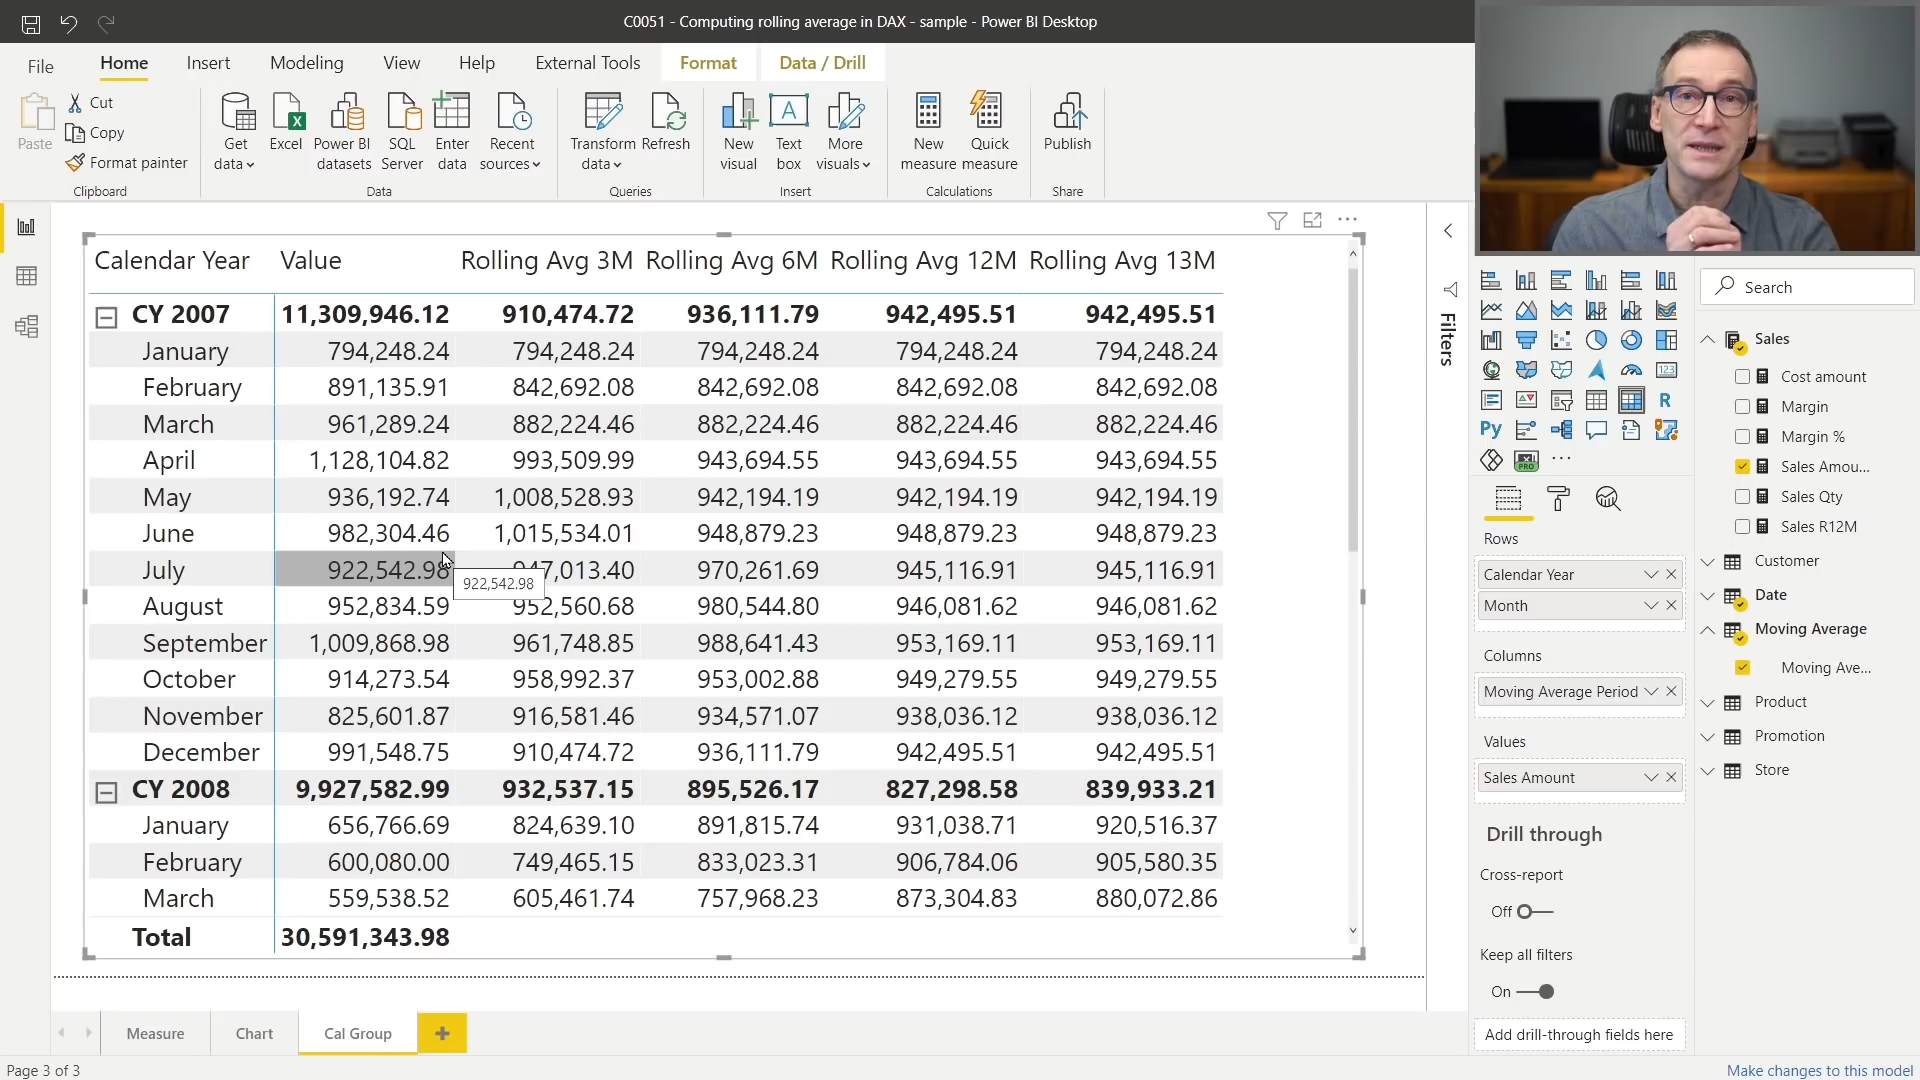 C0051 - Computing rolling average in DAX - sample - Power BI Desktop
File Home Insert Modeling View Help External Tools Format Data / Drill
Paste
Cut
Copy
Format painter
Clipboard
Get data
Excel
Power BI datasets
SQL Server
Enter data
Recent sources
Data
Transform data
Refresh
Queries
New visual
Text box
More visuals
Insert
New measure
Quick measure
Calculations
Publish
Share
Calendar Year Value Rolling Avg 3M Rolling Avg 6M Rolling Avg 12M Rolling Avg 13M
CY 2007 11,309,946.12 910,474.72 936,111.79 942,495.51 942,495.51
January 794,248.24 794,248.24 794,248.24 794,248.24 794,248.24
February 891,135.91 842,692.08 842,692.08 842,692.08 842,692.08
March 961,289.24 882,224.46 882,224.46 882,224.46 882,224.46
April 1,128,104.82 993,509.99 943,694.55 943,694.55 943,694.55
May 936,192.74 1,008,528.93 942,194.19 942,194.19 942,194.19
June 982,304.46 1,015,534.01 948,879.23 948,879.23 948,879.23
July 922,542.98 947,013.40 970,261.69 945,116.91 945,116.91
922,542.98
August 952,834.59 952,560.68 980,544.80 946,081.62 946,081.62
September 1,009,868.98 961,748.85 988,641.43 953,169.11 953,169.11
October 914,273.54 958,992.37 953,002.88 949,279.55 949,279.55
November 825,601.87 916,581.46 934,571.07 938,036.12 938,036.12
December 991,548.75 910,474.72 936,111.79 942,495.51 942,495.51
CY 2008 9,927,582.99 932,537.15 895,526.17 827,298.58 839,933.21
January 656,766.69 824,639.10 891,815.74 931,038.71 920,516.37
February 600,080.00 749,465.15 833,023.31 906,784.06 905,580.35
March 559,538.52 605,461.74 757,968.23 873,304.83 880,072.86
Total 30,591,343.98
Filters
123
R
Py
PRO
Rows
Calendar Year
Month
Columns
Moving Average Period
Values
Sales Amount
Drill through
Cross-report
Off
Keep all filters
On
Add drill-through fields here
Search
Sales
Cost amount
Margin
Margin %
Sales Amou...
Sales Qty
Sales R12M
Customer
Date
Moving Average
Moving Ave...
Product
Promotion
Store
Measure Chart Cal Group +
Page 3 of 3
Make changes to this model